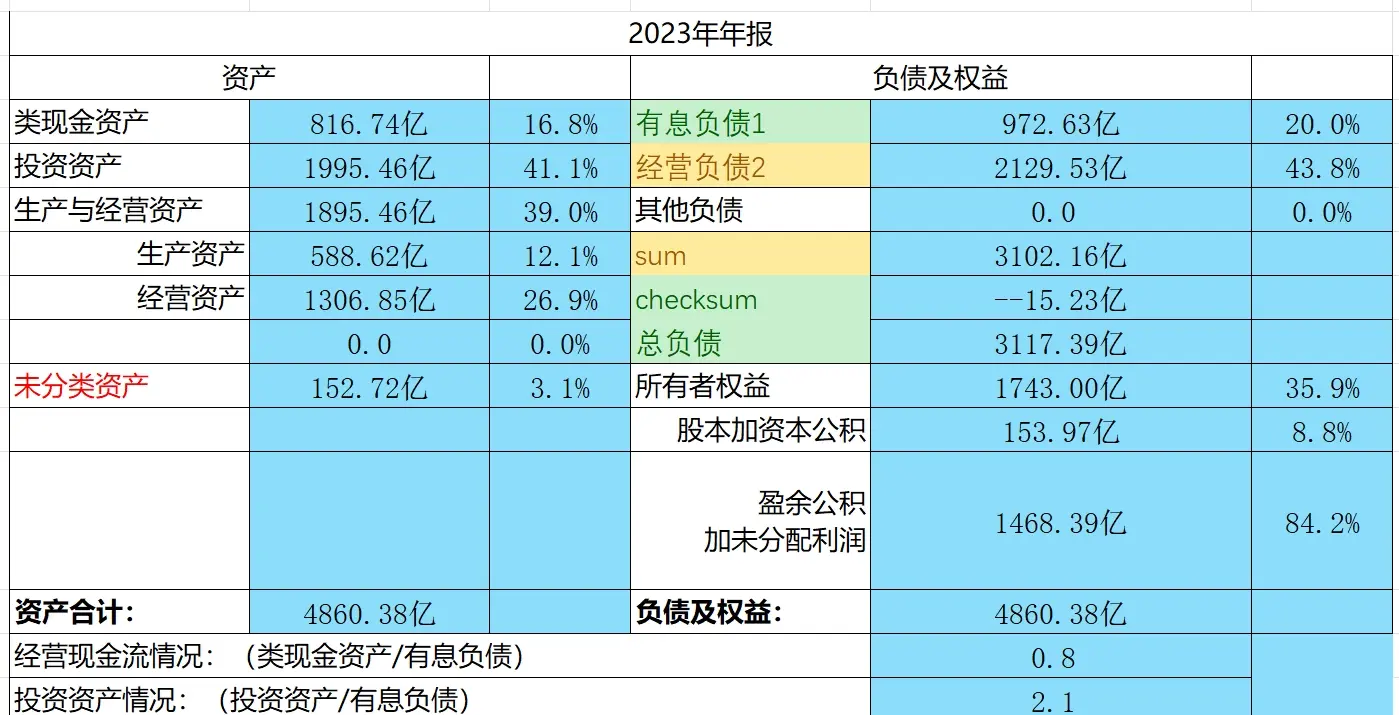 2023年年报
资产 负债及权益
类现金资产 816.74亿 16.8% 有息负债1 972.63亿 20.0%
投资资产 1995.46亿 41.1% 经营负债2 2129.53亿 43.8%
生产与经营资产 1895.46亿 39.0% 其他负债 0.0 0.0%
生产资产 588.62亿 12.1% sum 3102.16亿
经营资产 1306.85亿 26.9% checksum --15.23亿
0.0 0.0% 总负债 3117.39亿
未分类资产 152.72亿 3.1% 所有者权益 1743.00亿 35.9%
股本加资本公积 153.97亿 8.8%
盈余公积
加未分配利润 1468.39亿 84.2%
资产合计： 4860.38亿 负债及权益： 4860.38亿
经营现金流情况：（类现金资产/有息负债） 0.8
投资资产情况：（投资资产/有息负债） 2.1